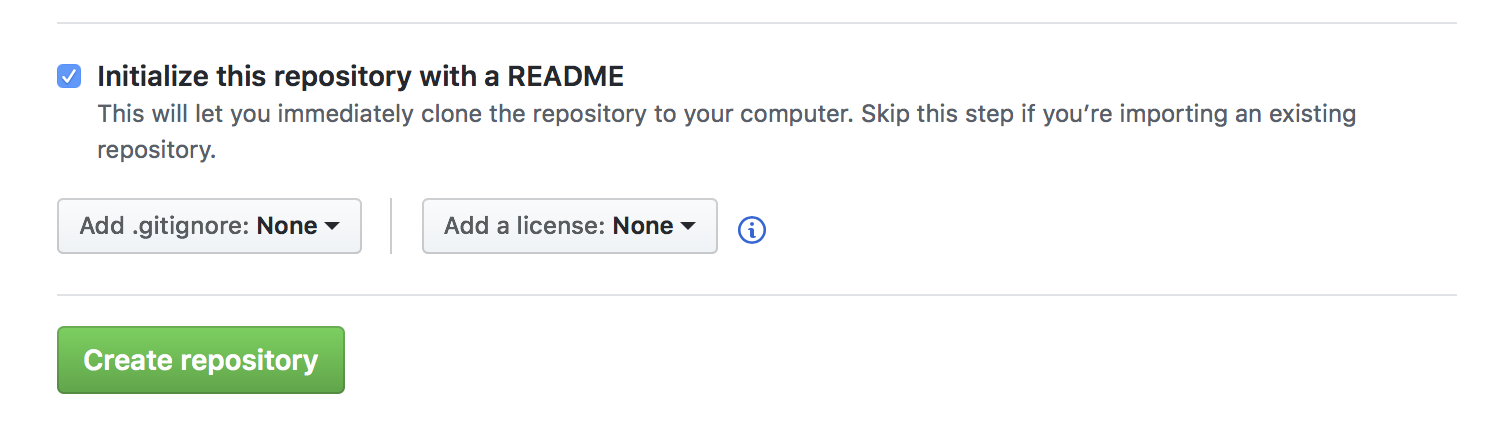 Initialize this repository with a README
This will let you immediately clone the repository to your computer. Skip this step if you’re importing an existing
repository.
Add .gitignore: None Add a license: None
Create repository